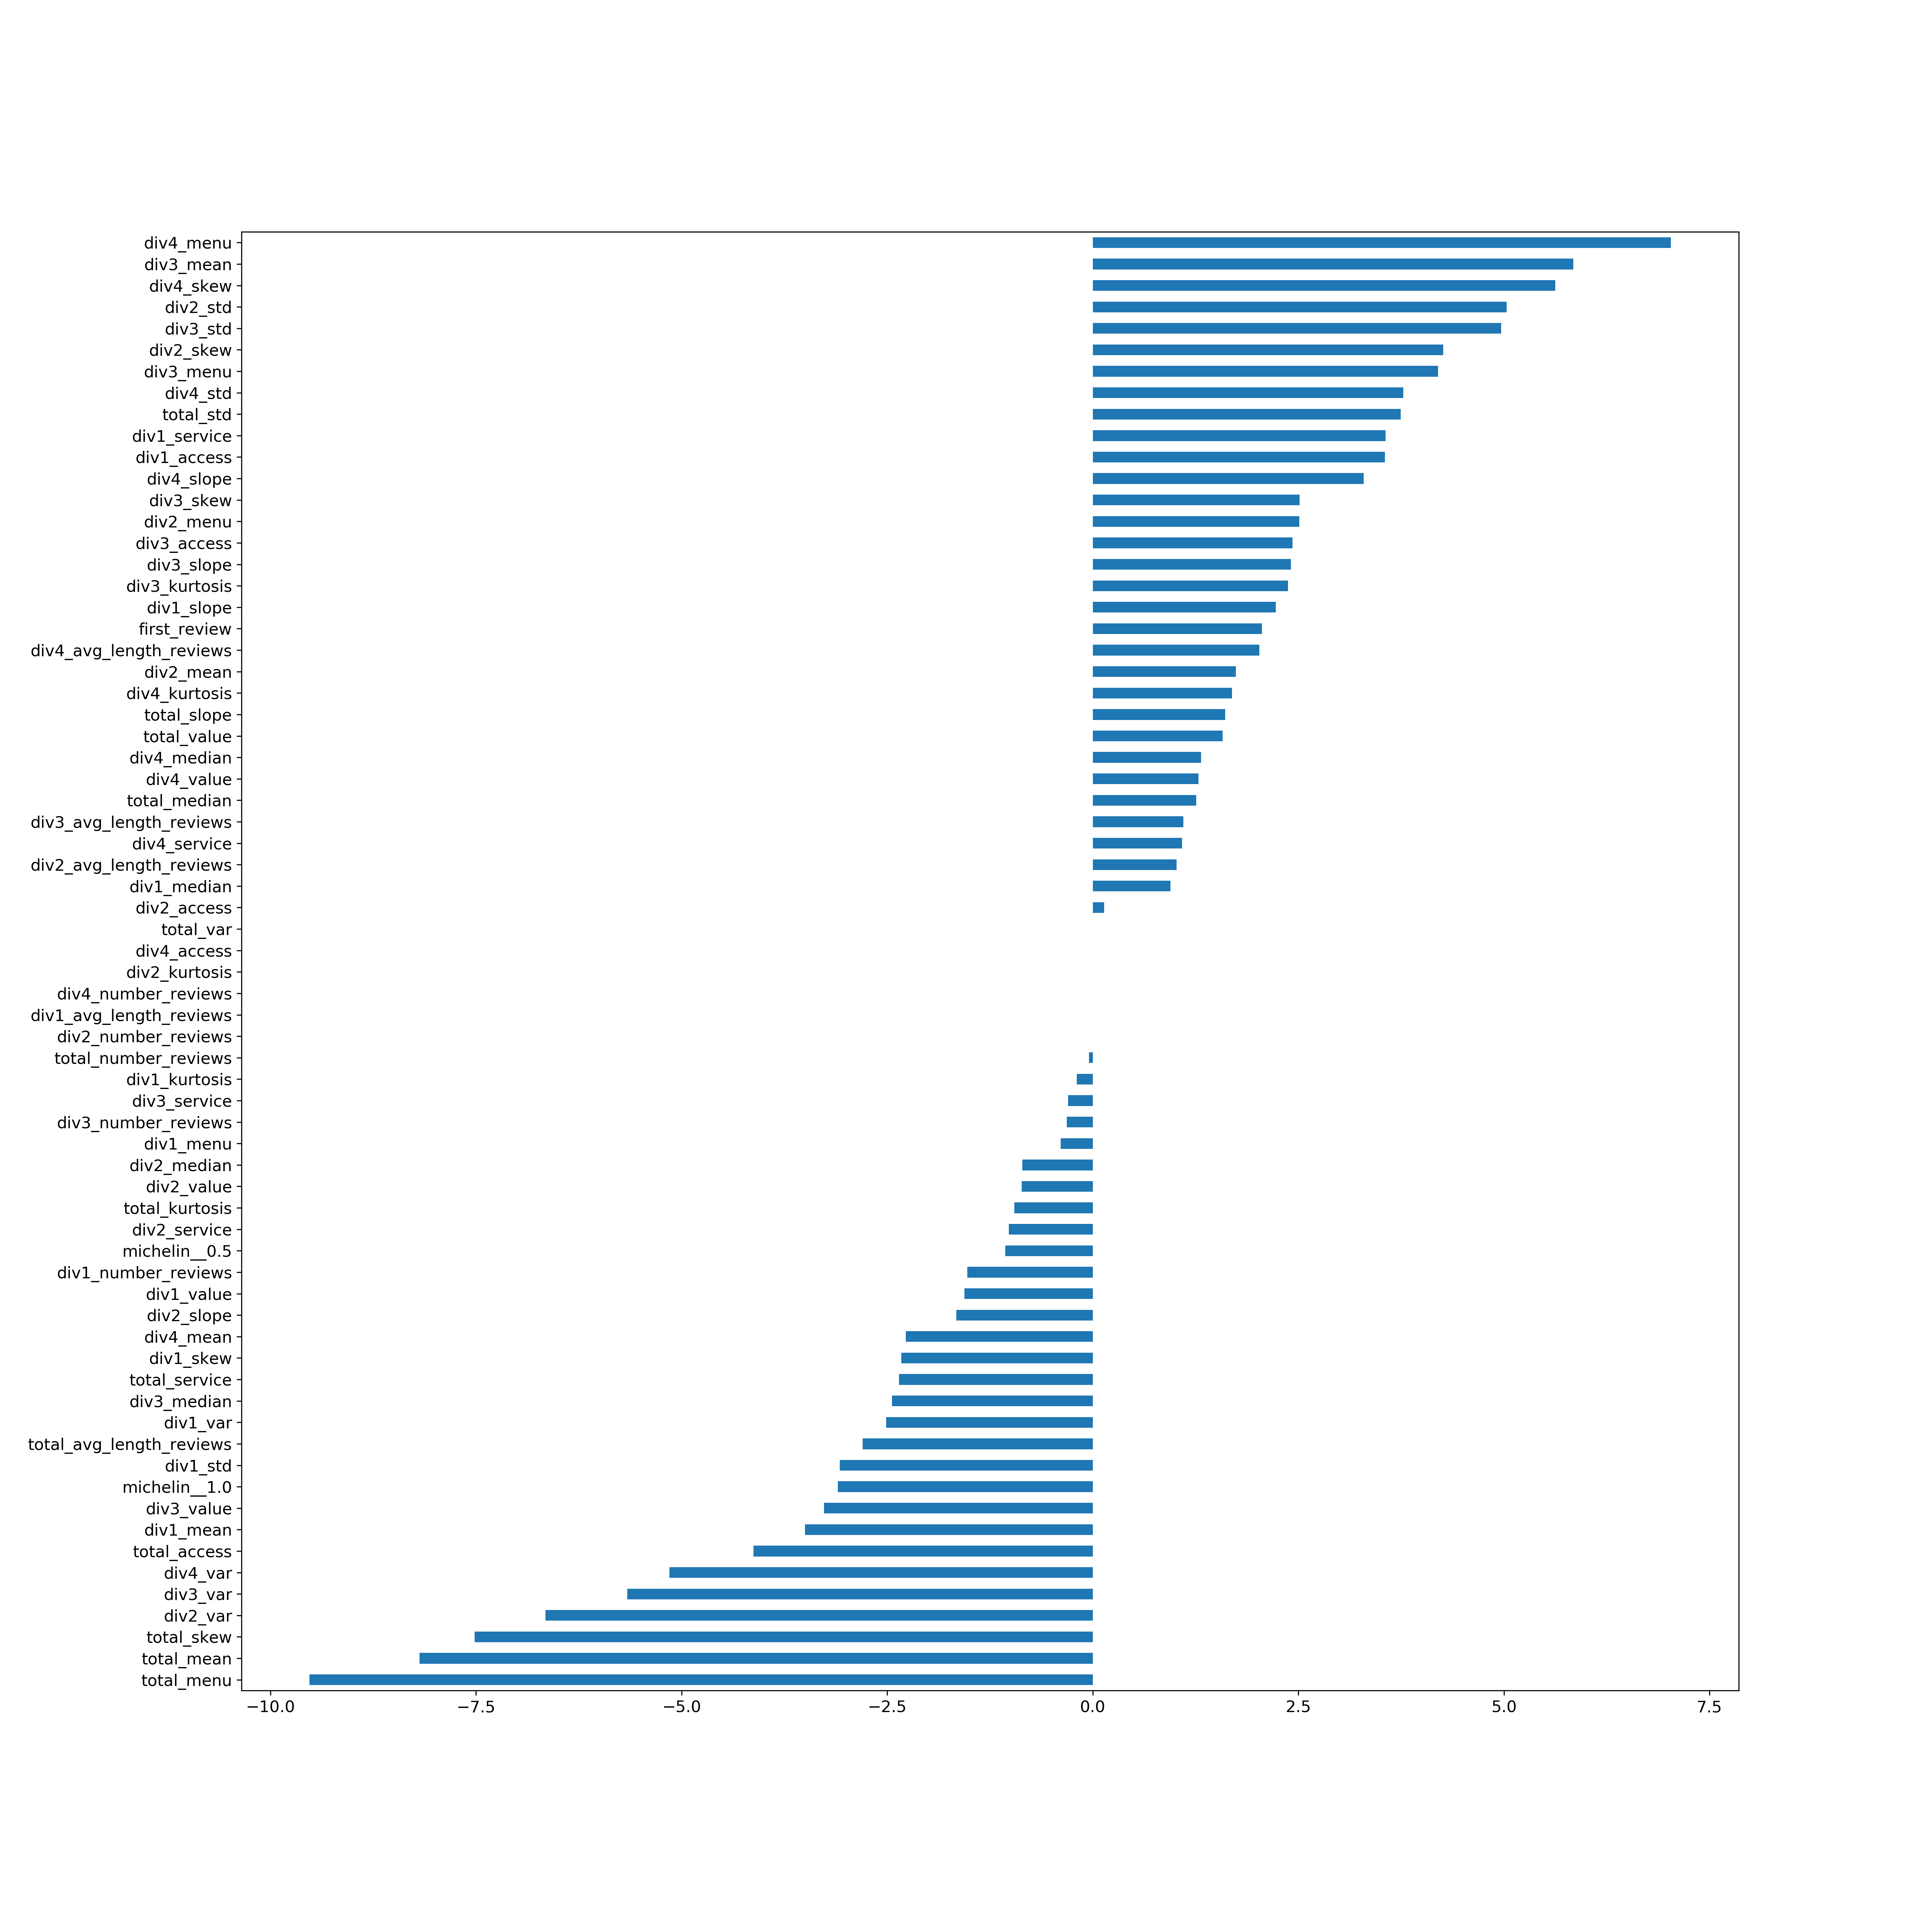 div4_menu
div3_mean
div4_skew
div2_std
div3_std
div2_skew
div3_menu
div4_std
total_std
div1_service
div1_access
div4_slope
div3_skew
div2_menu
div3_access
div3_slope
div3_kurtosis
div1_slope
first_review
div4_avg_length_reviews
div2_mean
div4_kurtosis
total_slope
total_value
div4_median
div4_value
total_median
div3_avg_length_reviews
div4_service
div2_avg_length_reviews
div1_median
div2_access
total_var
div4_access
div2_kurtosis
div4_number_reviews
div1_avg_length_reviews
div2_number_reviews
total_number_reviews
div1_kurtosis
div3_service
div3_number_reviews
div1_menu
div2_median
div2_value
total_kurtosis
div2_service
michelin__0.5
div1_number_reviews
div1_value
div2_slope
div4_mean
div1_skew
total_service
div3_median
div1_var
total_avg_length_reviews
div1_std
michelin__1.0
div3_value
div1_mean
total_access
div4_var
div3_var
div2_var
total_skew
total_mean
total_menu
−10.0 −7.5 −5.0 −2.5 0.0 2.5 5.0 7.5